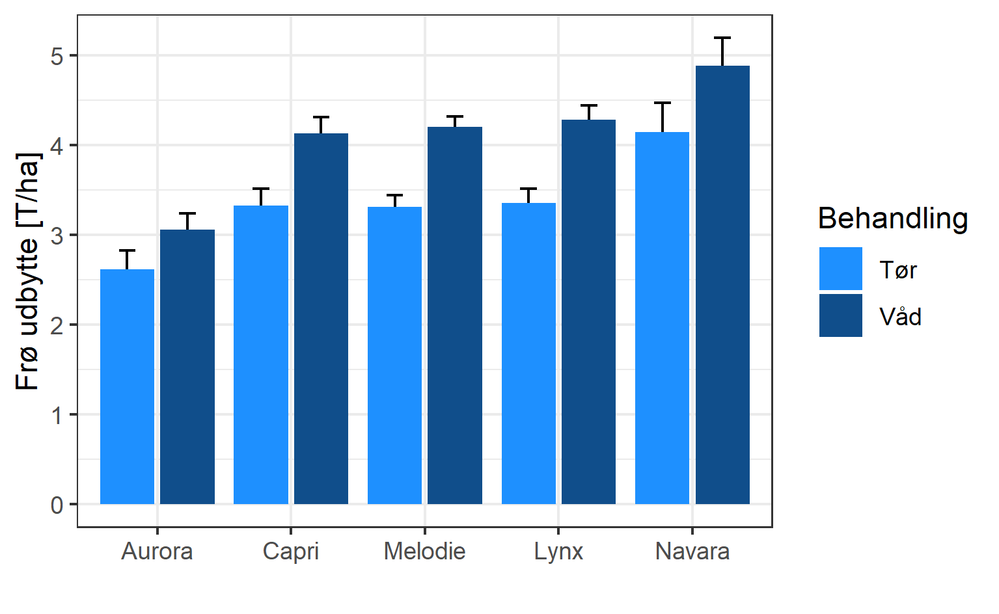 Frø udbytte [T/ha]
5
4
3
2
1
0
Aurora Capri Melodie Lynx Navara
Behandling
Tør
Våd